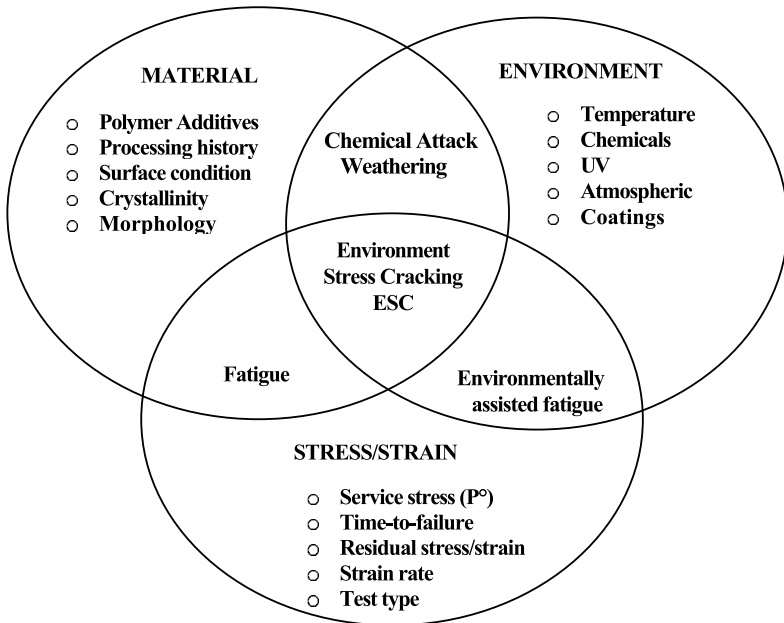 MATERIAL
○ Polymer Additives
○ Processing history
○ Surface condition
○ Crystallinity
○ Morphology
ENVIRONMENT
○ Temperature
○ Chemicals
○ UV
○ Atmospheric
○ Coatings
Chemical Attack
Weathering
Environment
Stress Cracking
ESC
Fatigue
Environmentally
assisted fatigue
STRESS/STRAIN
○ Service stress (P°)
○ Time-to-failure
○ Residual stress/strain
○ Strain rate
○ Test type